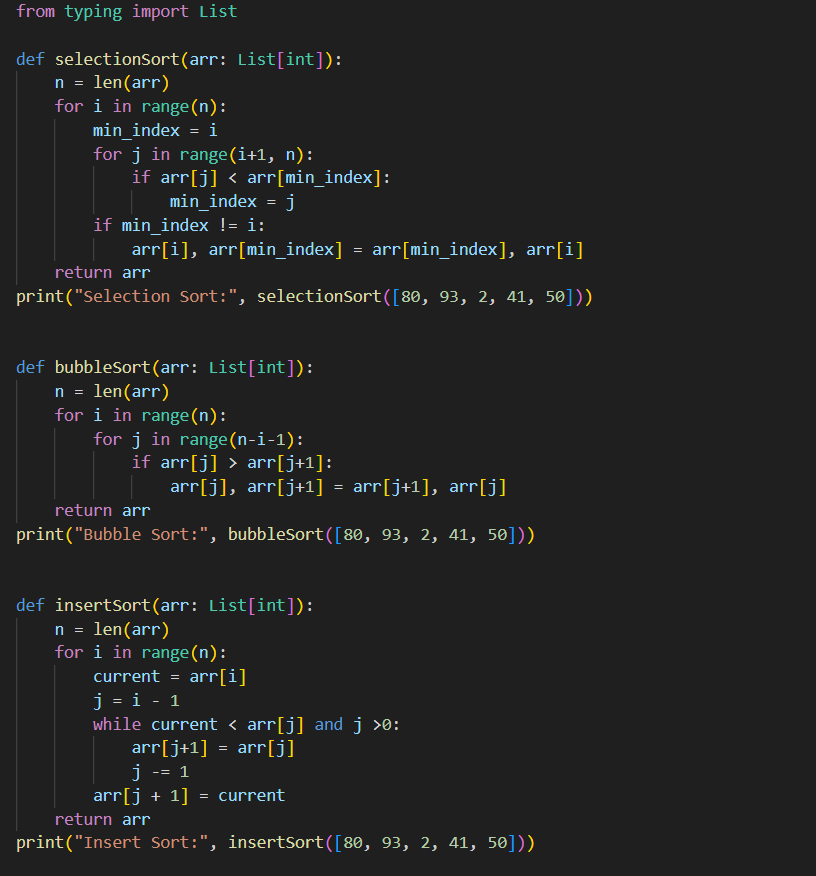 from typing import List

def selectionSort(arr: List[int]):
    n = len(arr)
    for i in range(n):
        min_index = i
        for j in range(i+1, n):
            if arr[j] < arr[min_index]:
                min_index = j
        if min_index != i:
            arr[i], arr[min_index] = arr[min_index], arr[i]
    return arr
print("Selection Sort:", selectionSort([80, 93, 2, 41, 50]))


def bubbleSort(arr: List[int]):
    n = len(arr)
    for i in range(n):
        for j in range(n-i-1):
            if arr[j] > arr[j+1]:
                arr[j], arr[j+1] = arr[j+1], arr[j]
    return arr
print("Bubble Sort:", bubbleSort([80, 93, 2, 41, 50]))


def insertSort(arr: List[int]):
    n = len(arr)
    for i in range(n):
        current = arr[i]
        j = i - 1
        while current < arr[j] and j >0:
            arr[j+1] = arr[j]
            j -= 1
        arr[j + 1] = current
    return arr
print("Insert Sort:", insertSort([80, 93, 2, 41, 50]))